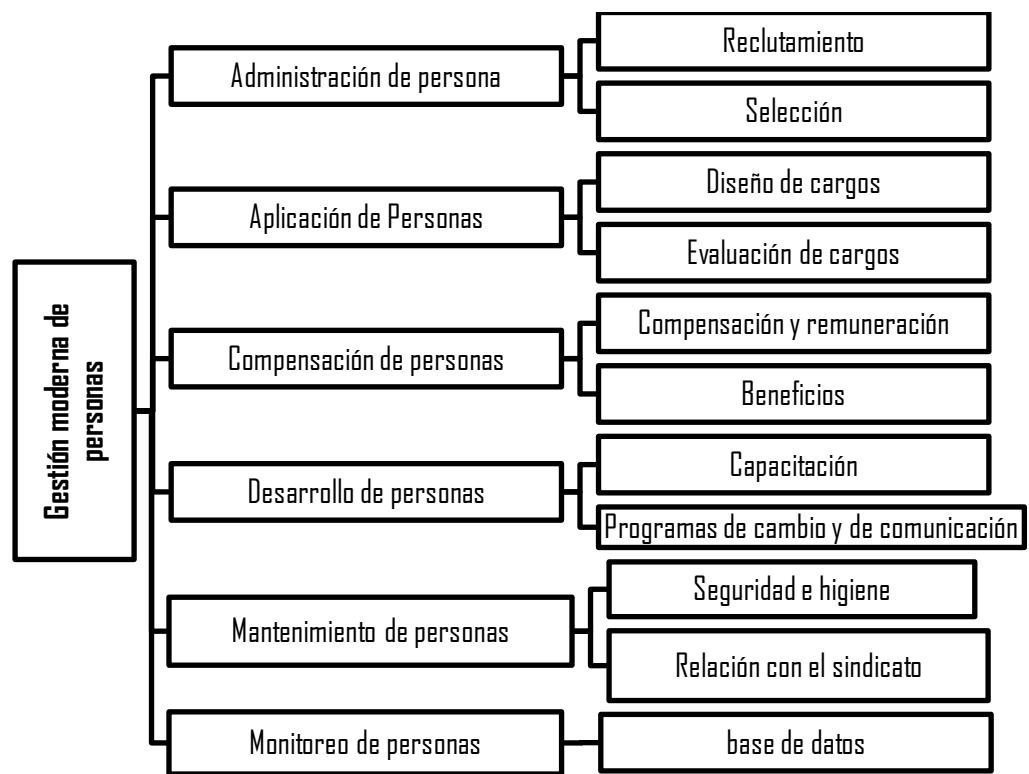 Gestión moderna de
personas
Administración de persona
Reclutamiento
Selección
Aplicación de Personas
Diseño de cargos
Evaluación de cargos
Compensación de personas
Compensación y remuneración
Beneficios
Desarrollo de personas
Capacitación
Programas de cambio y de comunicación
Mantenimiento de personas
Seguridad e higiene
Relación con el sindicato
Monitoreo de personas
base de datos